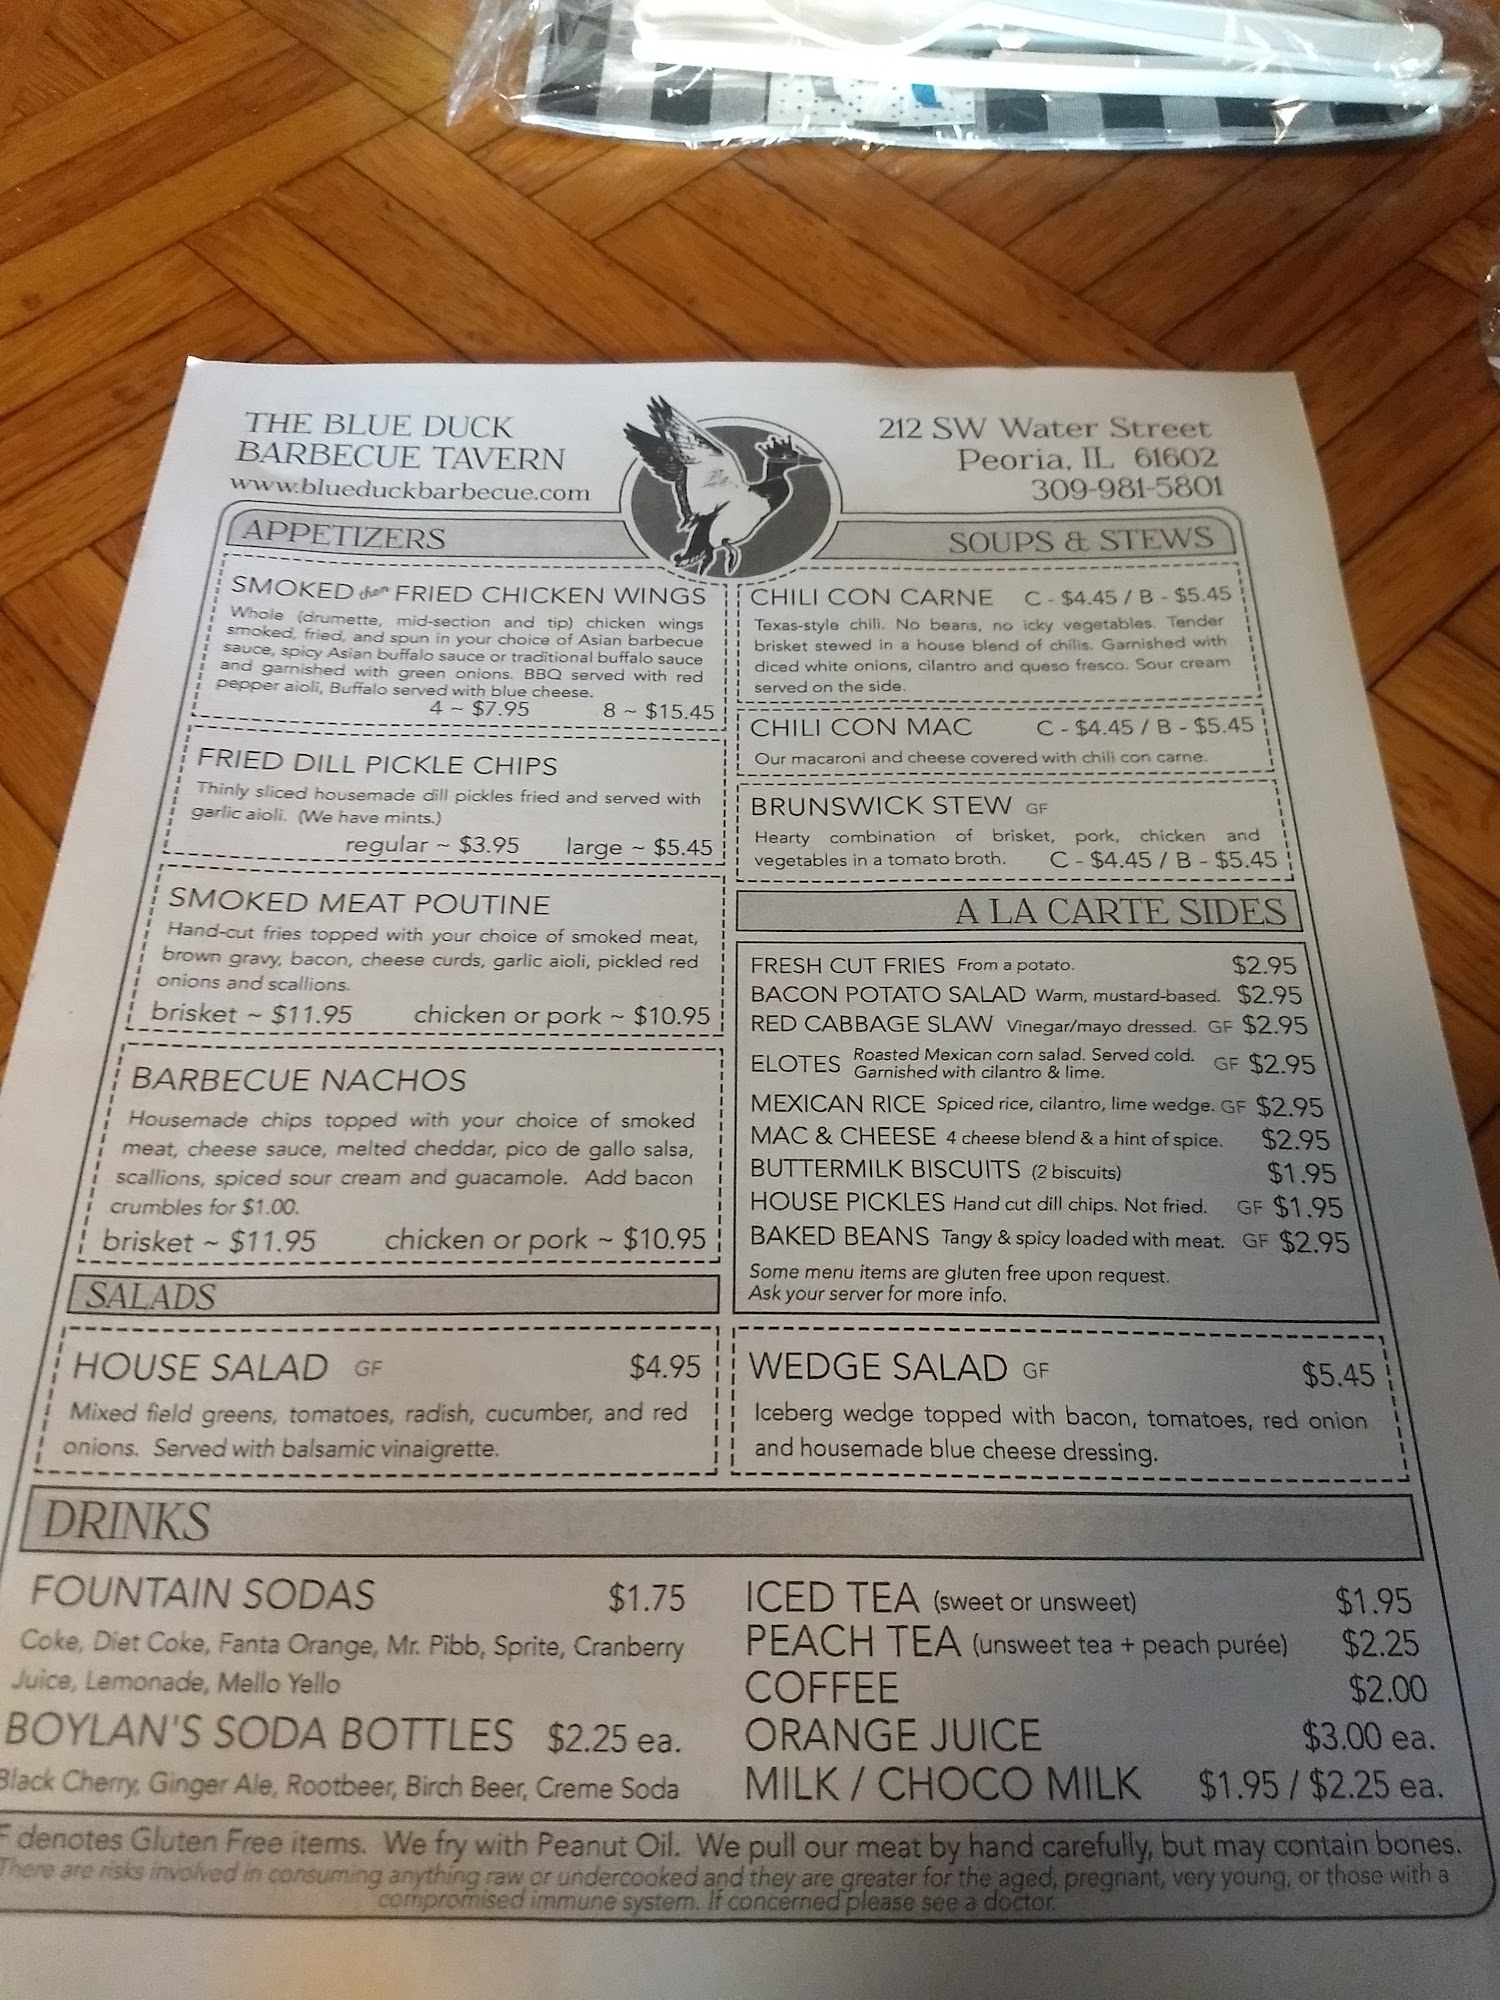 THE BLUE DUCK
BARBECUE TAVERN
www.blueduckbarbecue.com
212 SW Water Street
Peoria, IL 61602
309-981-5801
APPETIZERS
SMOKED then FRIED CHICKEN WINGS
Whole (drumette, mid-section and tip) chicken wings
smoked, fried, and spun in your choice of Asian barbecue
sauce, spicy Asian buffalo sauce or traditional buffalo sauce
and garnished with green onions. BBQ served with red
pepper aioli, Buffalo served with blue cheese.
4 ~ $7.95 8 ~ $15.45
FRIED DILL PICKLE CHIPS
Thinly sliced housemade dill pickles fried and served with
garlic aioli. (We have mints.)
regular ~ $3.95 large ~ $5.45
SMOKED MEAT POUTINE
Hand-cut fries topped with your choice of smoked meat,
brown gravy, bacon, cheese curds, garlic aioli, pickled red
onions and scallions.
brisket ~ $11.95 chicken or pork ~ $10.95
BARBECUE NACHOS
Housemade chips topped with your choice of smoked
meat, cheese sauce, melted cheddar, pico de gallo salsa,
scallions, spiced sour cream and guacamole. Add bacon
crumbles for $1.00.
brisket ~ $11.95 chicken or pork ~ $10.95
SOUPS & STEWS
CHILI CON CARNE C - $4.45 / B - $5.45
Texas-style chili. No beans, no icky vegetables. Tender
brisket stewed in a house blend of chilis. Garnished with
diced white onions, cilantro and queso fresco. Sour cream
served on the side.
CHILI CON MAC C - $4.45 / B - $5.45
Our macaroni and cheese covered with chili con carne.
BRUNSWICK STEW GF
Hearty combination of brisket, pork, chicken and
vegetables in a tomato broth. C - $4.45 / B - $5.45
A LA CARTE SIDES
FRESH CUT FRIES From a potato. $2.95
BACON POTATO SALAD Warm, mustard-based. $2.95
RED CABBAGE SLAW Vinegar/mayo dressed. GF $2.95
ELOTES Roasted Mexican corn salad. Served cold. GF $2.95
Garnished with cilantro & lime.
MEXICAN RICE Spiced rice, cilantro, lime wedge. GF $2.95
MAC & CHEESE 4 cheese blend & a hint of spice. $2.95
BUTTERMILK BISCUITS (2 biscuits) $1.95
HOUSE PICKLES Hand cut dill chips. Not fried. GF $1.95
BAKED BEANS Tangy & spicy loaded with meat. GF $2.95
Some menu items are gluten free upon request.
Ask your server for more info.
SALADS
HOUSE SALAD GF $4.95
Mixed field greens, tomatoes, radish, cucumber, and red
onions. Served with balsamic vinaigrette.
WEDGE SALAD GF $5.45
Iceberg wedge topped with bacon, tomatoes, red onion
and housemade blue cheese dressing.
DRINKS
FOUNTAIN SODAS $1.75
Coke, Diet Coke, Fanta Orange, Mr. Pibb, Sprite, Cranberry
Juice, Lemonade, Mello Yello
BOYLAN'S SODA BOTTLES $2.25 ea.
Black Cherry, Ginger Ale, Rootbeer, Birch Beer, Creme Soda
ICED TEA (sweet or unsweet) $1.95
PEACH TEA (unsweet tea + peach purée) $2.25
COFFEE $2.00
ORANGE JUICE $3.00 ea.
MILK / CHOCO MILK $1.95 / $2.25 ea.
F denotes Gluten Free items. We fry with Peanut Oil. We pull our meat by hand carefully, but may contain bones.
There are risks involved in consuming anything raw or undercooked and they are greater for the aged, pregnant, very young, or those with a
compromised immune system. If concerned please see a doctor.